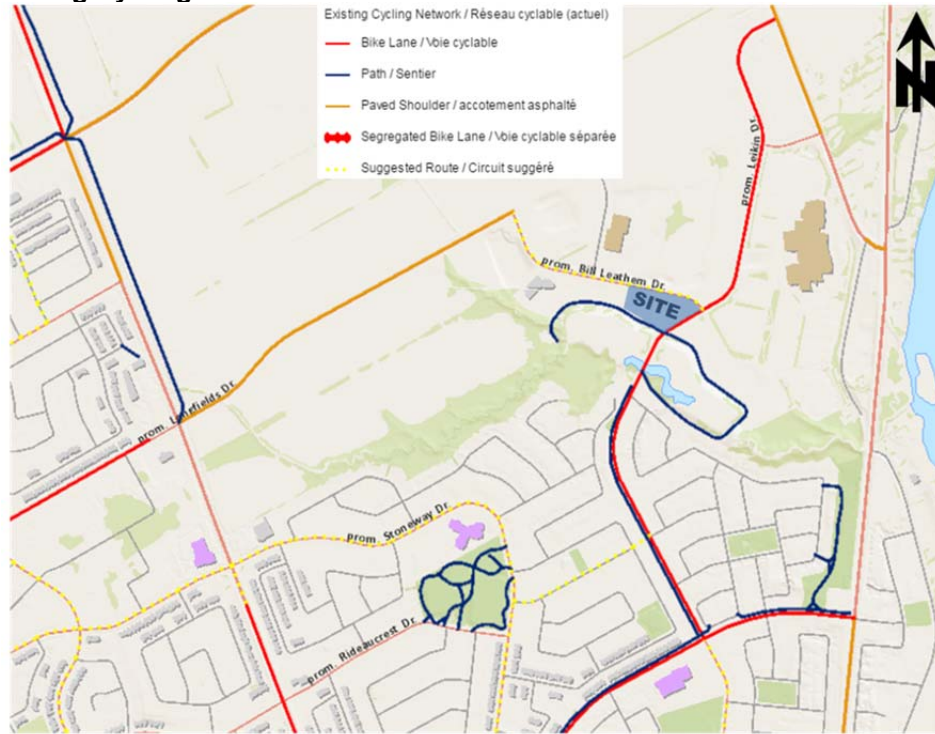 Existing Cycling Network / Réseau cyclable (actuel)
Bike Lane / Voie cyclable
Path / Sentier
Paved Shoulder / accotement asphalté
Segregated Bike Lane / Voie cyclable séparée
Suggested Route / Circuit suggéré
N
prom. Leikin Dr.
prom. Bill Leathem Dr.
SITE
prom. Longfields Dr.
prom. Stoneway Dr.
prom. Rideaucrest Dr.